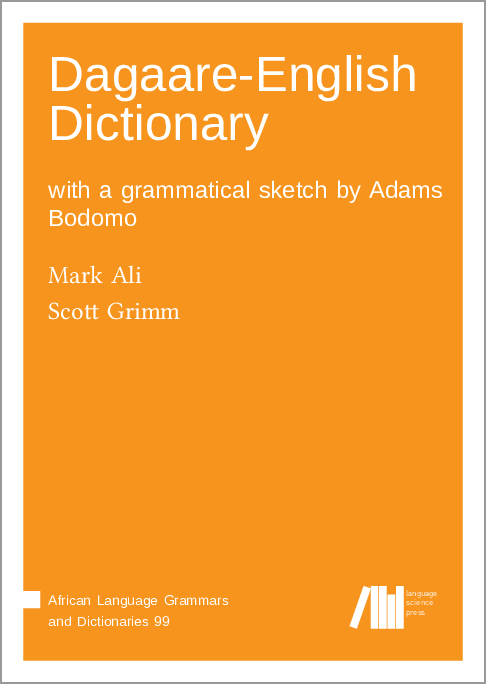 Dagaare-English
Dictionary
with a grammatical sketch by Adams
Bodomo
Mark Ali
Scott Grimm
African Language Grammars
and Dictionaries 99
language
science
press